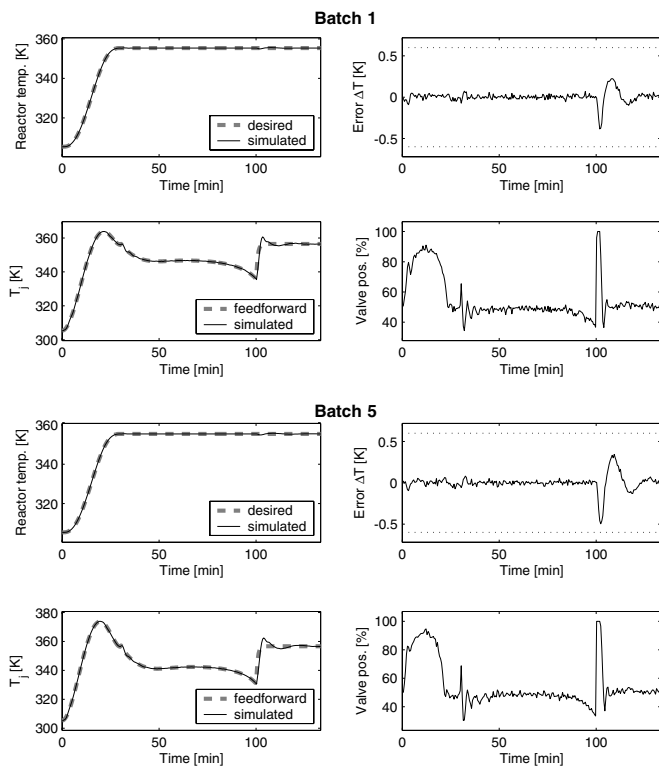 Batch 1
Reactor temp. [K]
360
340
320
desired
simulated
0
50
100
Time [min]
Error ΔT [K]
0.5
0
-0.5
0
50
100
Time [min]
T_j [K]
360
340
320
300
feedforward
simulated
0
50
100
Time [min]
Valve pos. [%]
100
80
60
40
0
50
100
Time [min]
Batch 5
Reactor temp. [K]
360
340
320
desired
simulated
0
50
100
Time [min]
Error ΔT [K]
0.5
0
-0.5
0
50
100
Time [min]
T_j [K]
380
360
340
320
300
feedforward
simulated
0
50
100
Time [min]
Valve pos. [%]
100
80
60
40
0
50
100
Time [min]